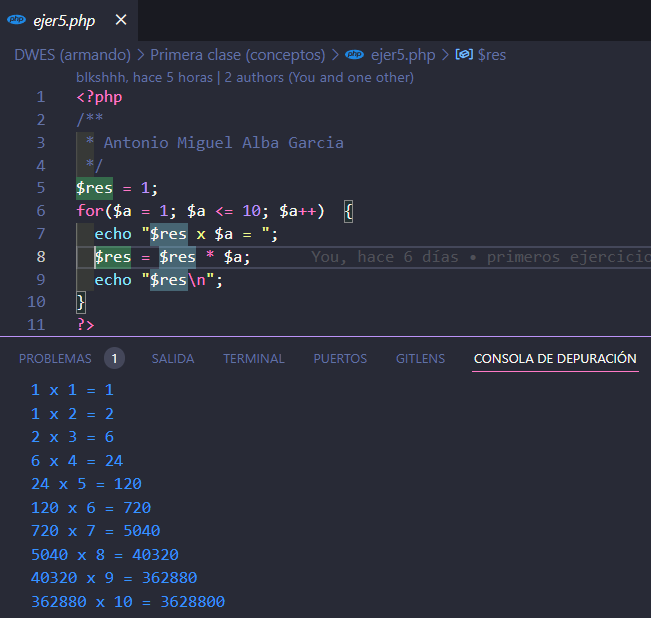 php ejer5.php ×
DWES (armando) > Primera clase (conceptos) > php ejer5.php > $res
blkshhh, hace 5 horas | 2 authors (You and one other)
1 <?php
2 /**
3  * Antonio Miguel Alba Garcia
4  */
5 $res = 1;
6 for($a = 1; $a <= 10; $a++)  {
7   echo "$res x $a = ";
8   $res = $res * $a;     You, hace 6 días • primeros ejercicio
9   echo "$res\n";
10 }
11 ?>
PROBLEMAS 1 SALIDA TERMINAL PUERTOS GITLENS CONSOLA DE DEPURACIÓN
1 x 1 = 1
1 x 2 = 2
2 x 3 = 6
6 x 4 = 24
24 x 5 = 120
120 x 6 = 720
720 x 7 = 5040
5040 x 8 = 40320
40320 x 9 = 362880
362880 x 10 = 3628800